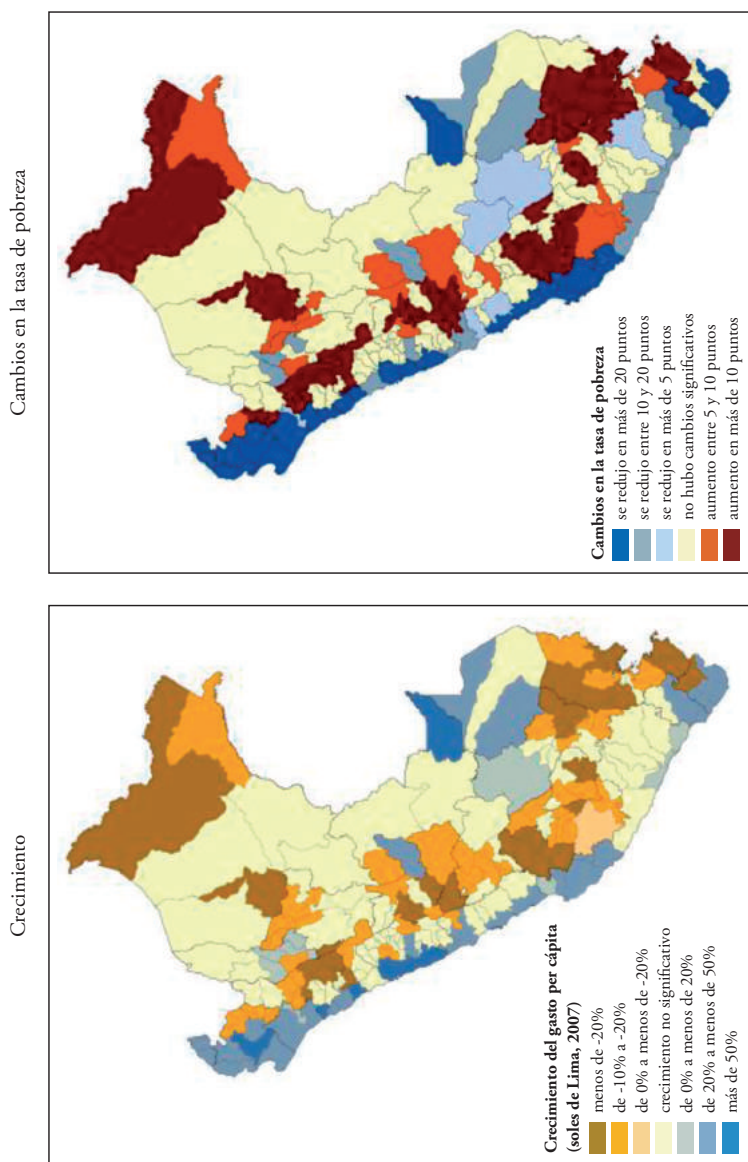 Cambios en la tasa de pobreza
Cambios en la tasa de pobreza
se redujo en más de 20 puntos
se redujo entre 10 y 20 puntos
se redujo en más de 5 puntos
no hubo cambios significativos
aumento entre 5 y 10 puntos
aumento en más de 10 puntos
Crecimiento
Crecimiento del gasto per cápita
(soles de Lima, 2007)
menos de -20%
de -10% a -20%
de 0% a menos de -20%
crecimiento no significativo
de 0% a menos de 20%
de 20% a menos de 50%
más de 50%